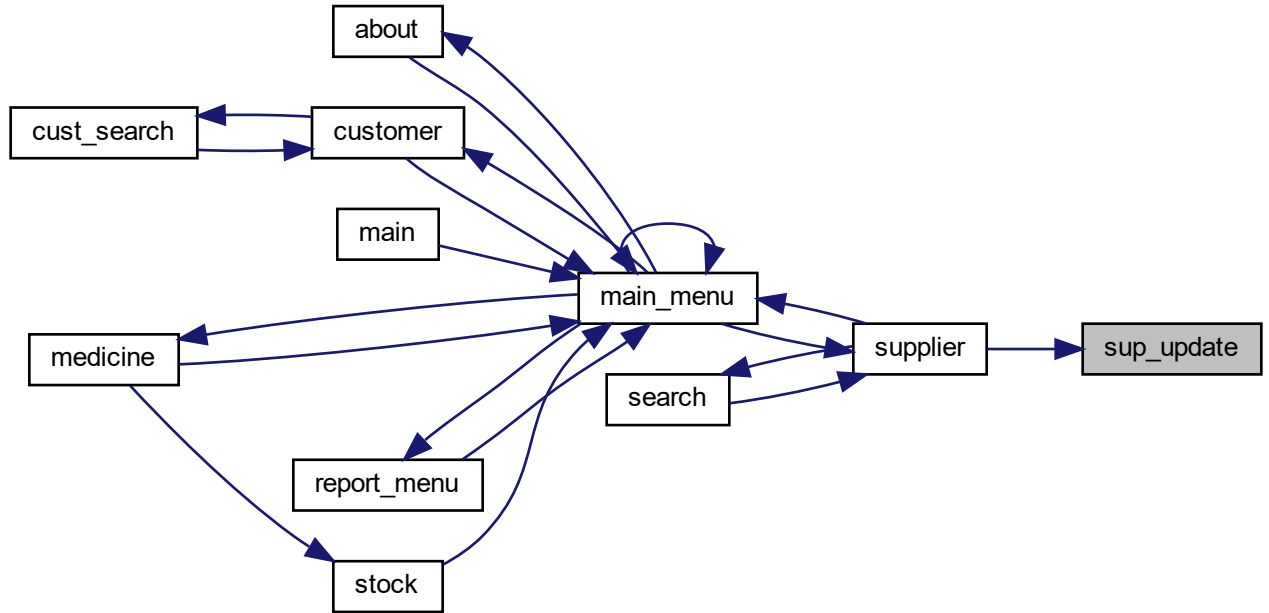 about
cust_search
customer
main
main_menu
medicine
supplier
sup_update
search
report_menu
stock